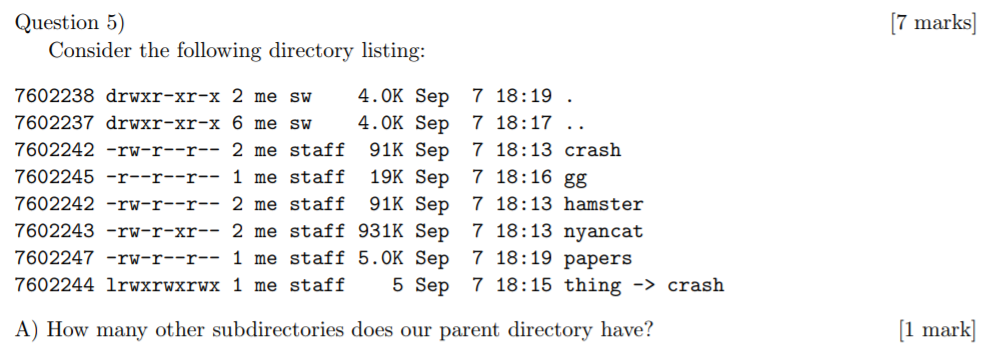 Question 5) [7 marks]
Consider the following directory listing:
7602238 drwxr-xr-x 2 me sw    4.0K Sep  7 18:19 .
7602237 drwxr-xr-x 6 me sw    4.0K Sep  7 18:17 ..
7602242 -rw-r--r-- 2 me staff  91K Sep  7 18:13 crash
7602245 -r--r--r-- 1 me staff  19K Sep  7 18:16 gg
7602242 -rw-r--r-- 2 me staff  91K Sep  7 18:13 hamster
7602243 -rw-r-xr-- 2 me staff 931K Sep  7 18:13 nyancat
7602247 -rw-r--r-- 1 me staff 5.0K Sep  7 18:19 papers
7602244 lrwxrwxrwx 1 me staff    5 Sep  7 18:15 thing -> crash
A) How many other subdirectories does our parent directory have? [1 mark]